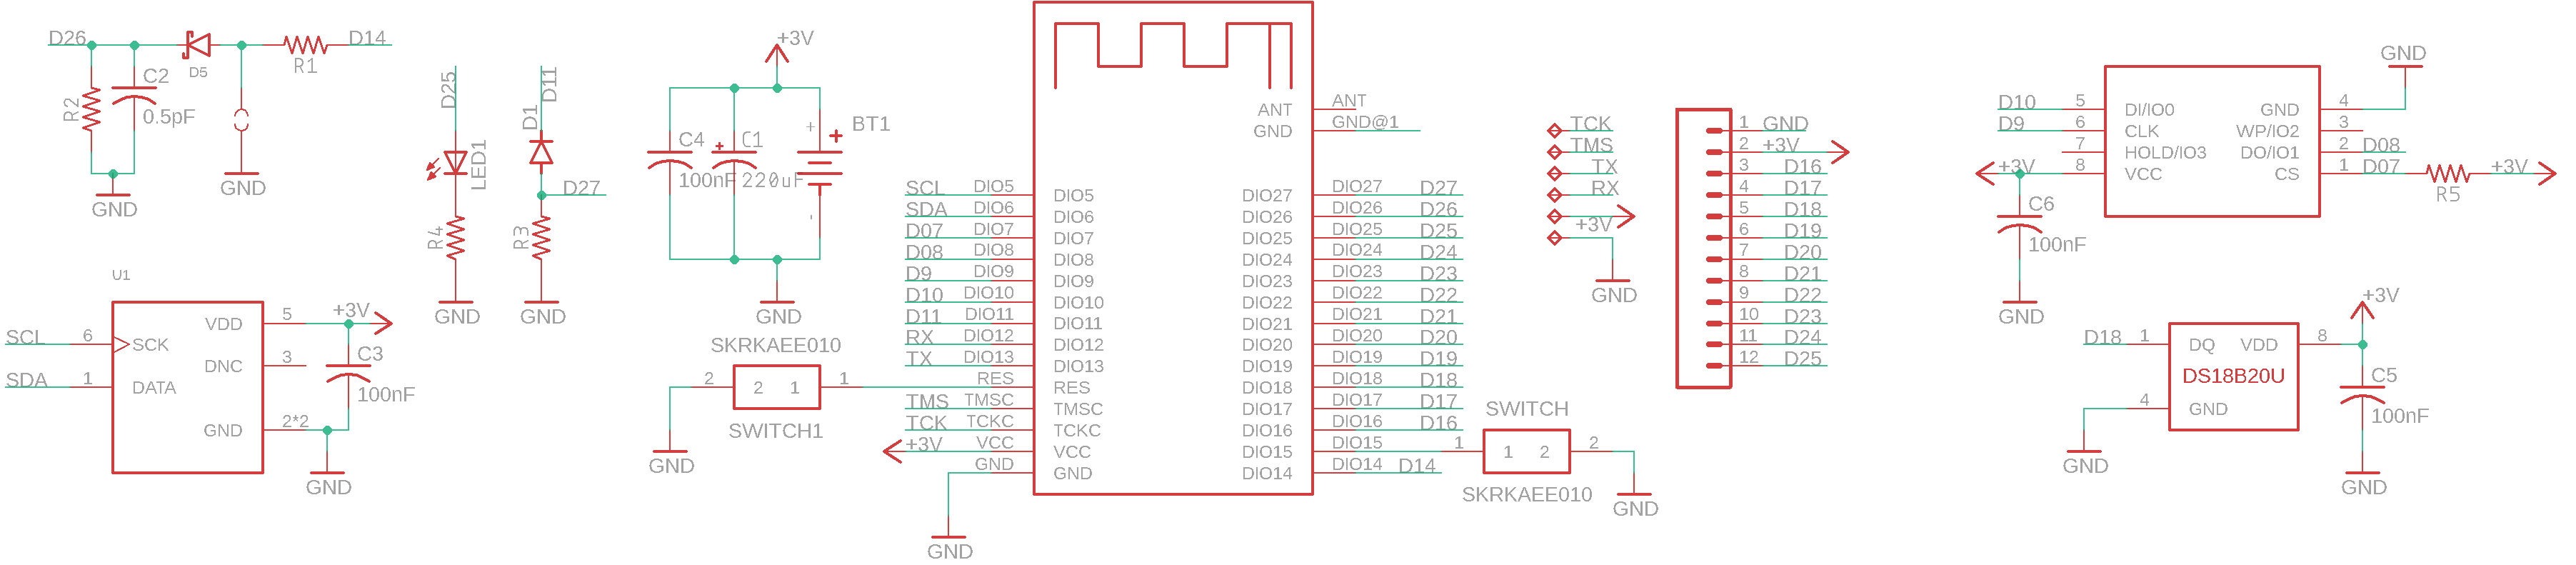 D26
D5
R1
D14
R2
C2
0.5pF
GND
GND
U1
SCL
6
SCK
SDA
1
DATA
VDD
5
+3V
DNC
3
C3
100nF
GND
2*2
GND
D25
LED1
R4
GND
D1
D11
D27
R3
GND
+3V
C4
100nF
C1
220uF
+
+
BT1
-
GND
SKRKAEE010
2
2
1
1
SWITCH1
GND
ANT
ANT
GND
GND@1
SCL DIO5 DIO5
SDA DIO6 DIO6
D07 DIO7 DIO7
D08 DIO8 DIO8
D9 DIO9 DIO9
D10 DIO10 DIO10
D11 DIO11 DIO11
RX DIO12 DIO12
TX DIO13 DIO13
RES RES
TMS TMSC TMSC
TCK TCKC TCKC
+3V VCC VCC
GND GND
GND
DIO27 DIO27 D27
DIO26 DIO26 D26
DIO25 DIO25 D25
DIO24 DIO24 D24
DIO23 DIO23 D23
DIO22 DIO22 D22
DIO21 DIO21 D21
DIO20 DIO20 D20
DIO19 DIO19 D19
DIO18 DIO18 D18
DIO17 DIO17 D17
DIO16 DIO16 D16
DIO15 DIO15
DIO14 DIO14 D14
SWITCH
1
1
2
2
SKRKAEE010
GND
TCK
TMS
TX
RX
+3V
GND
1 GND
2 +3V
3 D16
4 D17
5 D18
6 D19
7 D20
8 D21
9 D22
10 D23
11 D24
12 D25
GND
D10 5 DI/IO0
D9 6 CLK
7 HOLD/IO3
+3V 8 VCC
GND 4
WP/IO2 3
DO/IO1 2 D08
CS 1 D07
R5
+3V
C6
100nF
GND
+3V
D18 1 DQ
VDD 8
DS18B20U
4 GND
GND
C5
100nF
GND